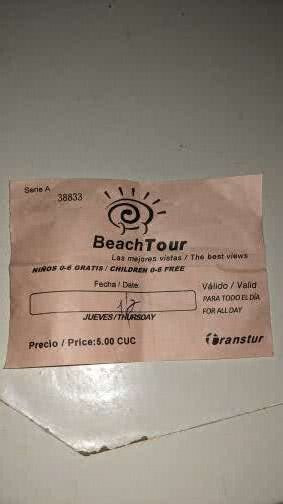 Serie A
38833
BeachTour
Las mejores vistas / The best views
NIÑOS 0-6 GRATIS / CHILDREN 0-6 FREE
Fecha / Date:
Válido / Valid
PARA TODO EL DÍA
FOR ALL DAY
JUEVES / THURSDAY
Precio / Price: 5.00 CUC
Transtur